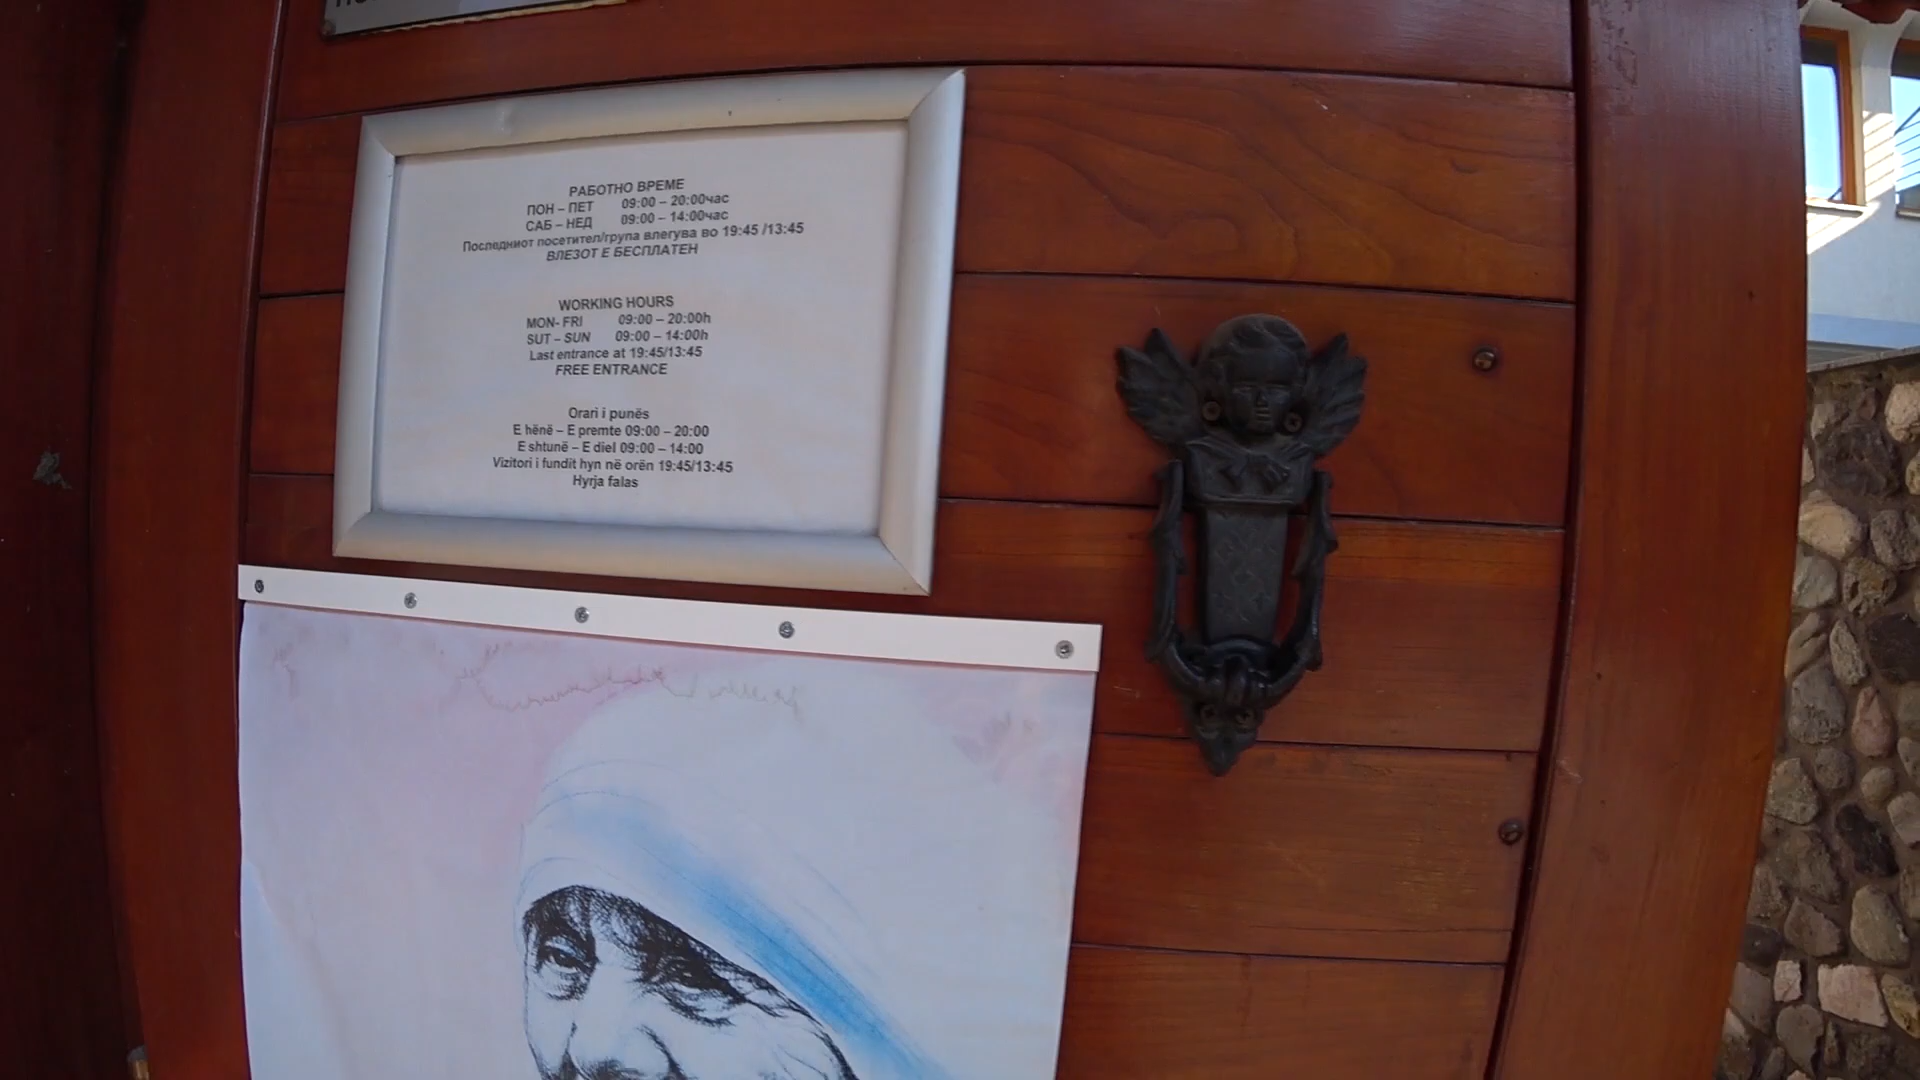 РАБОТНО ВРЕМЕ
ПОН – ПЕТ 09:00 – 20:00час
САБ – НЕД 09:00 – 14:00час
Последниот посетител/група влегува во 19:45 /13:45
ВЛЕЗОТ Е БЕСПЛАТЕН
WORKING HOURS
MON- FRI 09:00 – 20:00h
SUT – SUN 09:00 – 14:00h
Last entrance at 19:45/13:45
FREE ENTRANCE
Orari i punës
E hënë – E premte 09:00 – 20:00
E shtunë – E diel 09:00 – 14:00
Vizitori i fundit hyn në orën 19:45/13:45
Hyrja falas